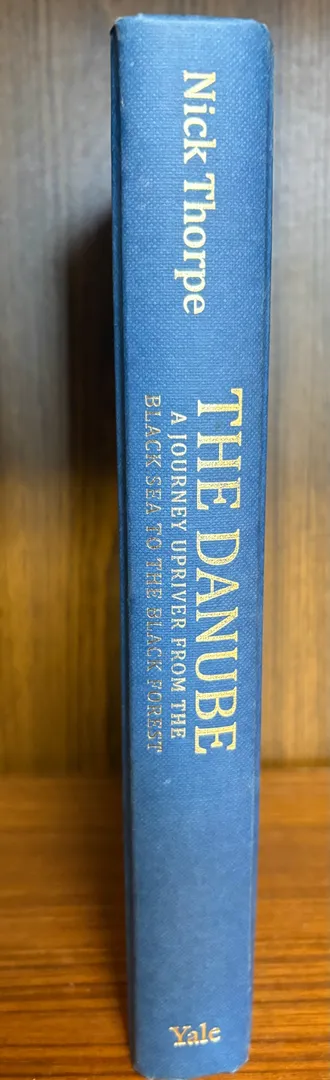 Nick Thorpe
THE DANUBE
A JOURNEY UPRIVER FROM THE
BLACK SEA TO THE BLACK FOREST
Yale